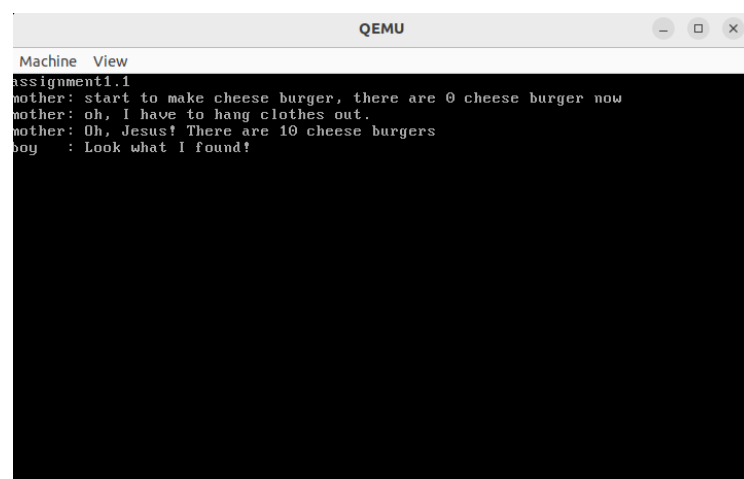 QEMU
Machine View
assignment1.1
mother: start to make cheese burger, there are 0 cheese burger now
mother: oh, I have to hang clothes out.
mother: Oh, Jesus! There are 10 cheese burgers
boy : Look what I found!